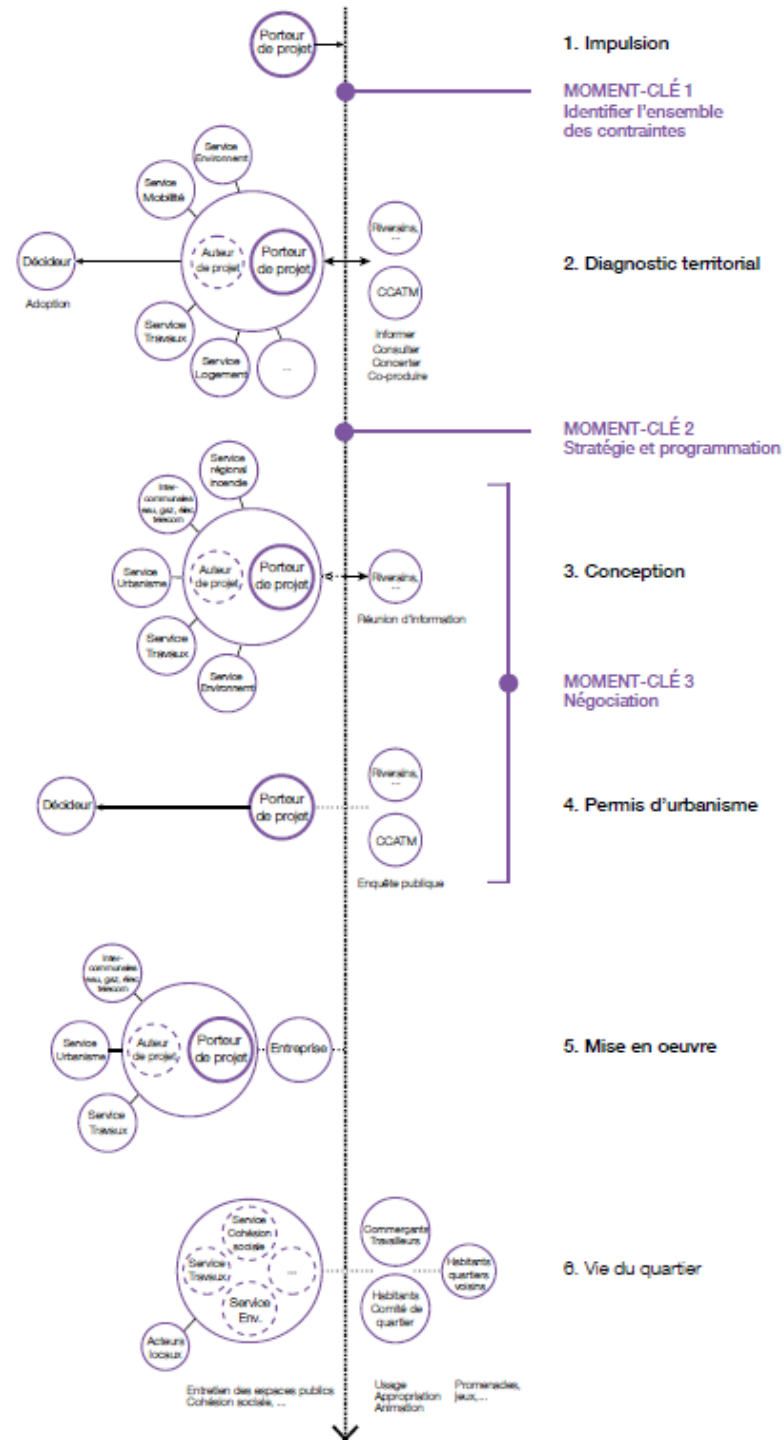 Porteur
de projet
1. Impulsion
MOMENT-CLÉ 1
Identifier l'ensemble
des contraintes
Service
Environnent
Service
Mobilité
Décideur
Adoption
Auteur
de projet
Porteur
de projet
Riverains,
...
CCATM
Informer
Consulter
Concerter
Co-produire
2. Diagnostic territorial
Service
Travaux
Service
Logement
...
MOMENT-CLÉ 2
Stratégie et programmation
Service
régional
incendie
Inter-
communales
eau, gaz, élec,
telecom
Service
Urbanisme
Auteur
de projet
Porteur
de projet
Riverains,
...
Réunion d'information
3. Conception
Service
Travaux
Service
Environnent
MOMENT-CLÉ 3
Négociation
Décideur
Porteur
de projet
Riverains,
...
CCATM
Enquête publique
4. Permis d'urbanisme
Inter-
communales
eau, gaz, élec,
telecom
Service
Urbanisme
Auteur
de projet,
Porteur
de projet
Entreprise
5. Mise en oeuvre
Service
Travaux
Service
Cohésion
sociale
Service
Travaux
...
Service
Env.
Acteurs
locaux
Commerçants
Travailleurs
Habitants
Comité de
quartier
Habitants
quartiers
voisins
6. Vie du quartier
Entretien des espaces publics
Cohésion sociale, ...
Usage
Appropriation
Animation
Promenades,
jeux,...